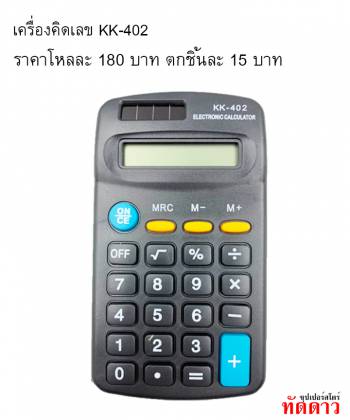 เครื่องคิดเลข KK-402
ราคาโหลละ 180 บาท ตกชิ้นละ 15 บาท
KK-402
ELECTRONIC CALCULATOR
MRC M- M+
ON/CE
OFF √ % ÷
7 8 9 ×
4 5 6 -
1 2 3 +
0 • =
ซุปเปอร์สโตร์
ทัดดาว